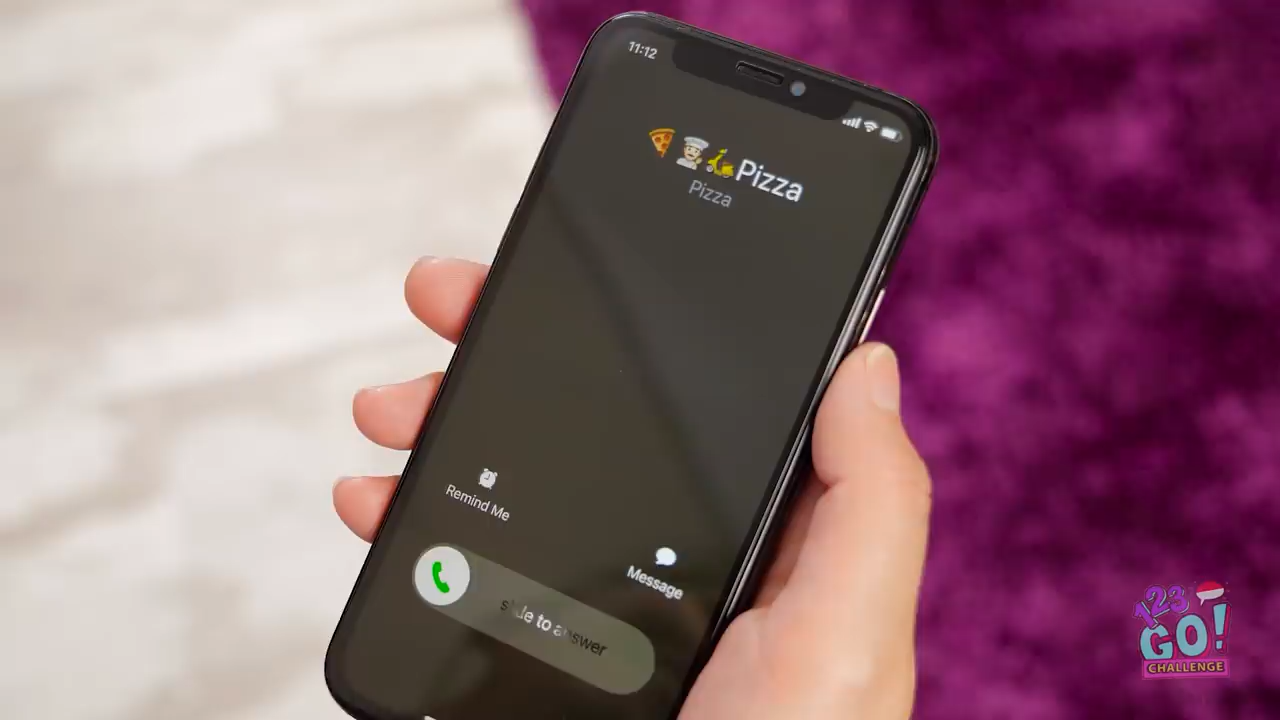 11:12
🍕👨🏻‍🍳🛵Pizza
Pizza
Remind Me
Message
slide to answer
123
GO!
CHALLENGE